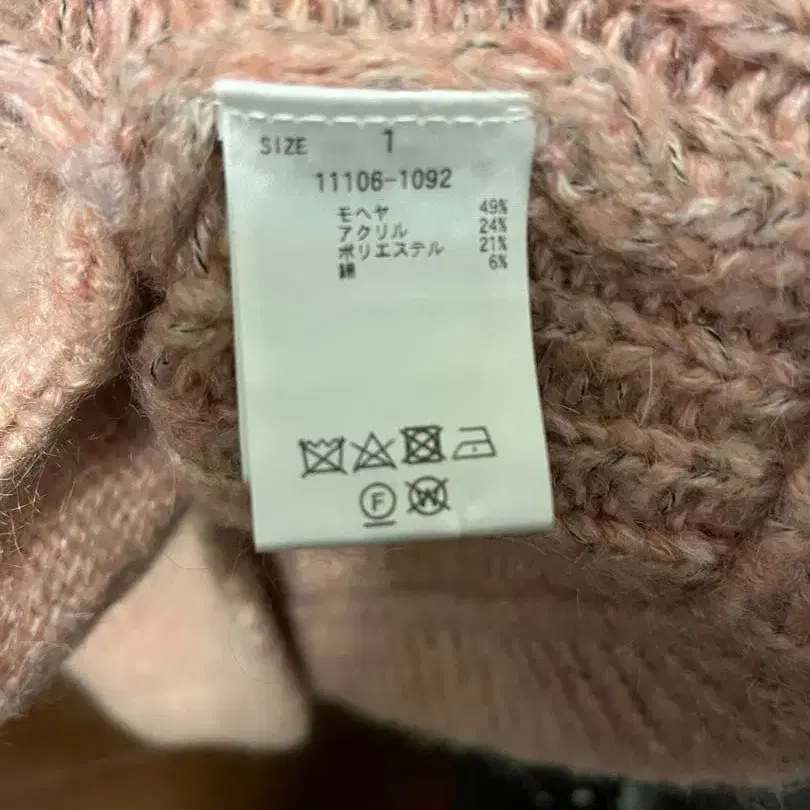 SIZE 1
11106-1092
モヘヤ 49%
アクリル 24%
ポリエステル 21%
綿 6%
F W